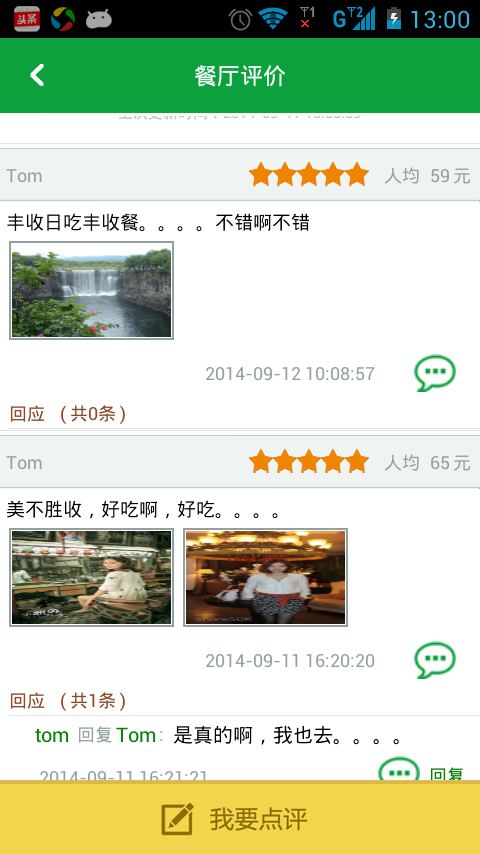 头条
1
G 2
13:00
餐厅评价
Tom
人均 59元
丰收日吃丰收餐。。。。不错啊不错
2014-09-12 10:08:57
回应 （共0条）
Tom
人均 65元
美不胜收，好吃啊，好吃。。。。
2014-09-11 16:20:20
回应 （共1条）
tom 回复 Tom: 是真的啊，我也去。。。。
2014-09-11 16:21:21
回复
我要点评